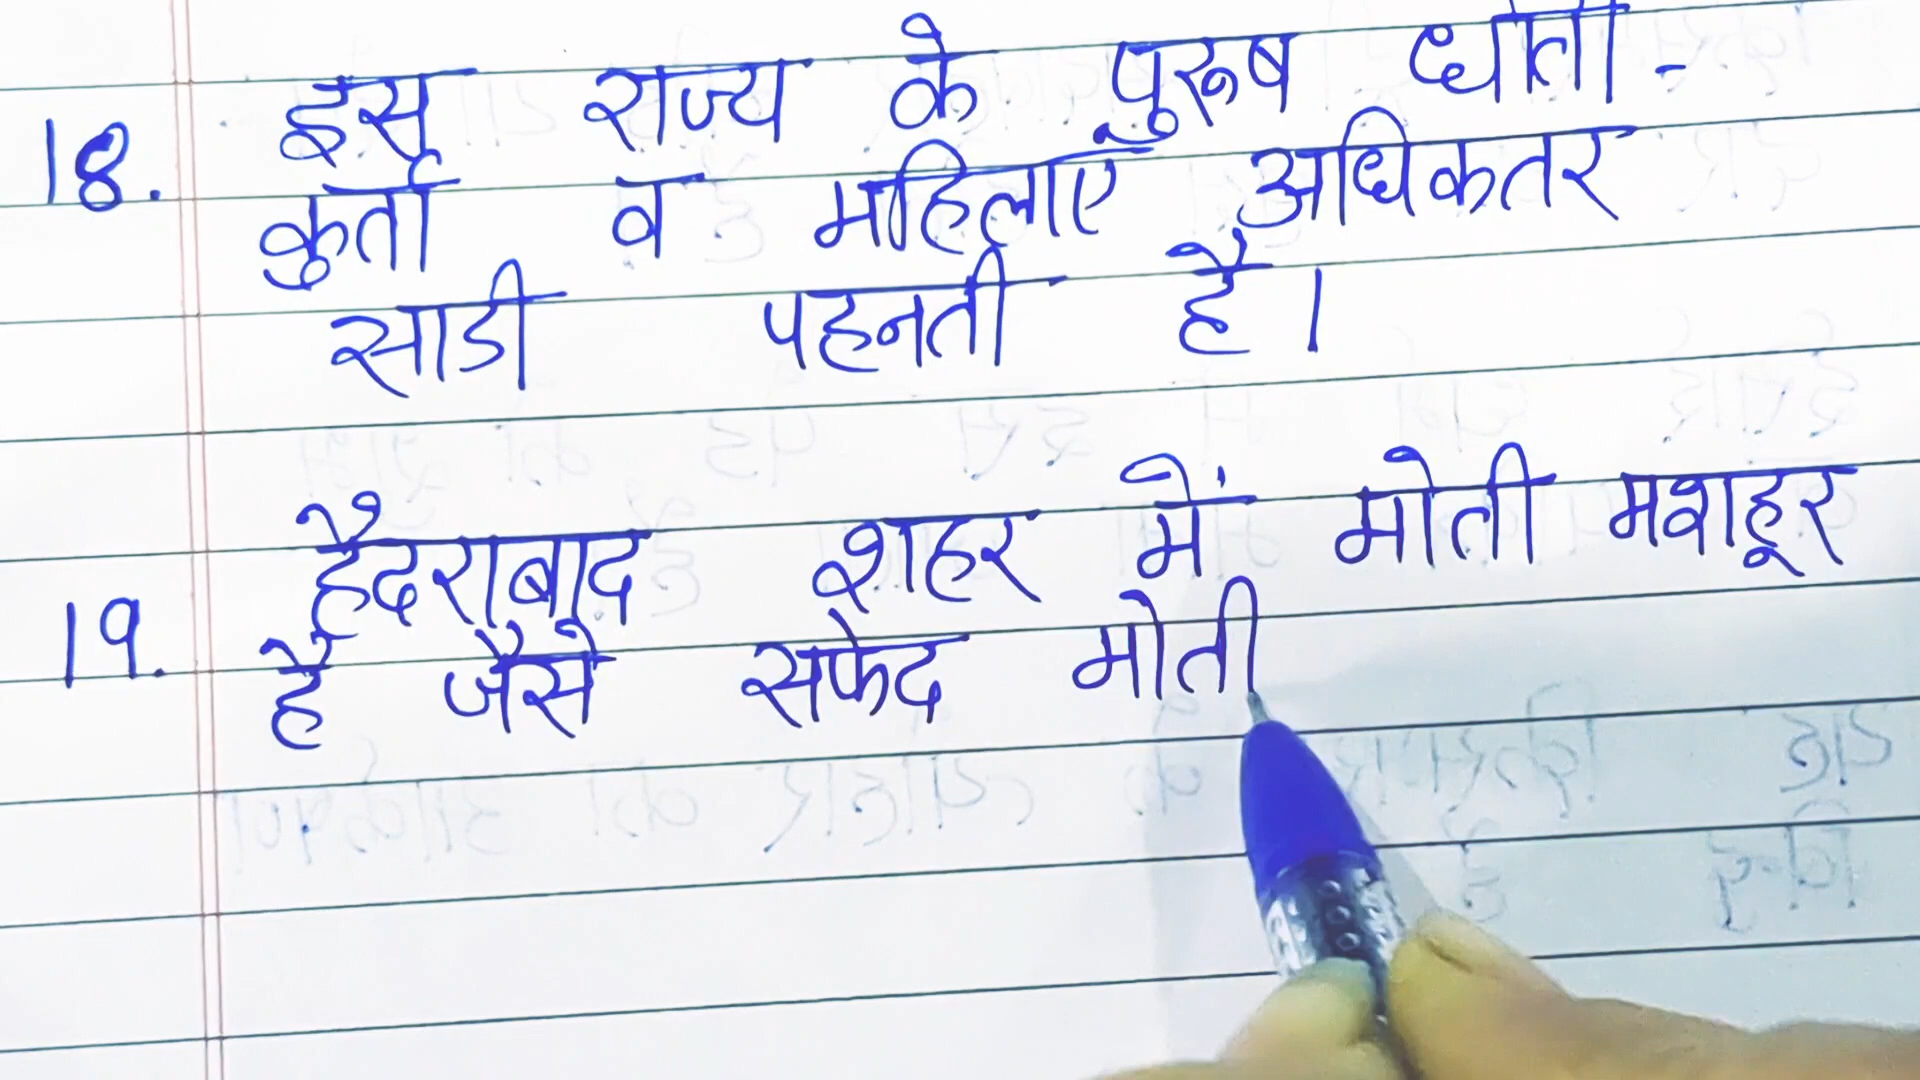 18. इस राज्य के पुरूष धोती -
कुर्ता व महिलाएं अधिकतर
साडी पहनती है।
19. हैदराबाद शहर में मोती मशहूर
है जैसे सफेद मोती